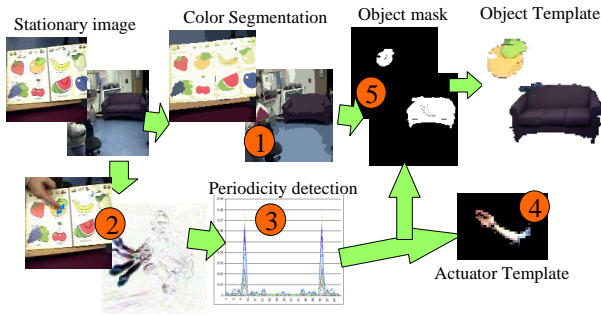 Stationary image
Color Segmentation
Object mask
Object Template
1
5
2
Periodicity detection
3
4
Actuator Template